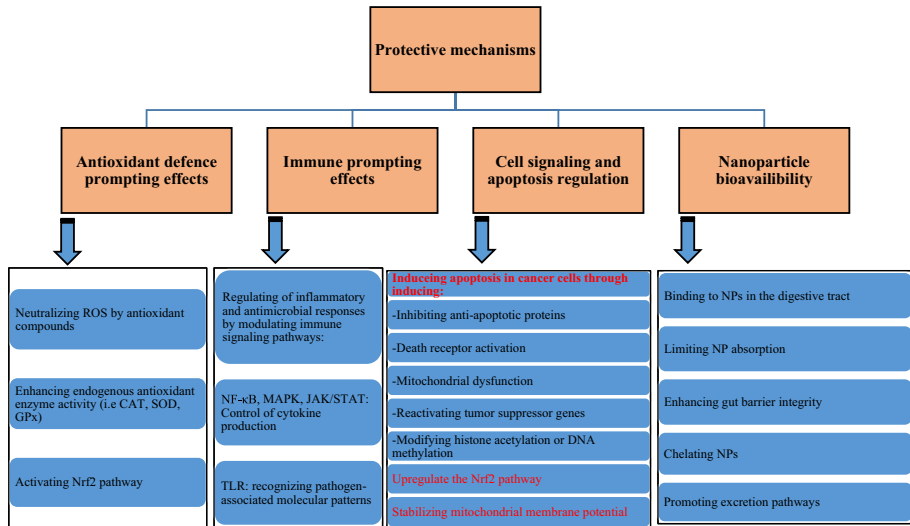 Protective mechanisms
Antioxidant defence
prompting effects
Immune prompting
effects
Cell signaling and
apoptosis regulation
Nanoparticle
bioavailibility
Neutralizing ROS by antioxidant
compounds
Enhancing endogenous antioxidant
enzyme activity (i.e CAT, SOD,
GPx)
Activating Nrf2 pathway
Regulating of inflammatory
and antimicrobial responses
by modulating immune
signaling pathways:
NF-κB, MAPK, JAK/STAT:
Control of cytokine
production
TLR: recognizing pathogen-
associated molecular patterns
Induceing apoptosis in cancer cells through
inducing:
-Inhibiting anti-apoptotic proteins
-Death receptor activation
-Mitochondrial dysfunction
-Reactivating tumor suppressor genes
-Modifying histone acetylation or DNA
methylation
Upregulate the Nrf2 pathway
Stabilizing mitochondrial membrane potential
Binding to NPs in the digestive tract
Limiting NP absorption
Enhancing gut barrier integrity
Chelating NPs
Promoting excretion pathways